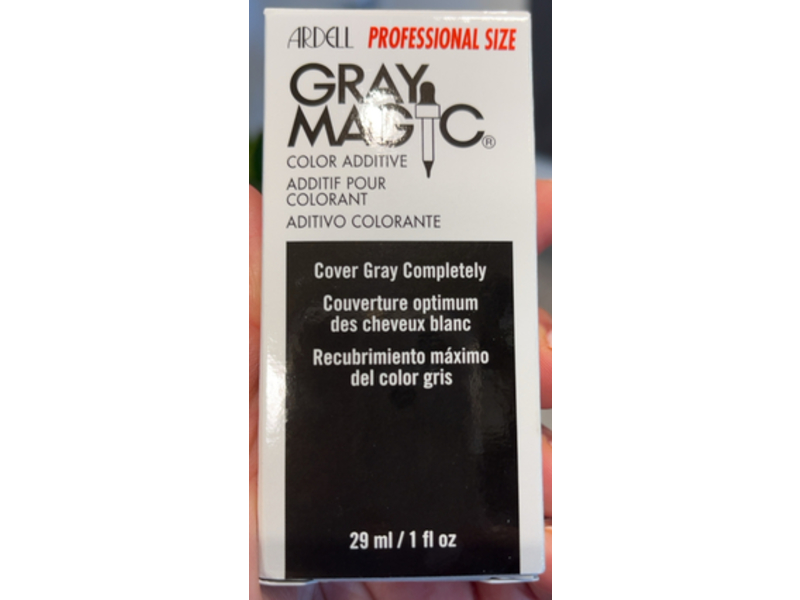 ARDELL PROFESSIONAL SIZE
GRAY
MAGIC®
COLOR ADDITIVE
ADDITIF POUR
COLORANT
ADITIVO COLORANTE
Cover Gray Completely
Couverture optimum
des cheveux blanc
Recubrimiento máximo
del color gris
29 ml / 1 fl oz